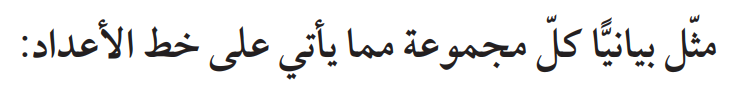 مثّل بيانيًّا كلّ مجموعة مما يأتي على خط الأعداد: